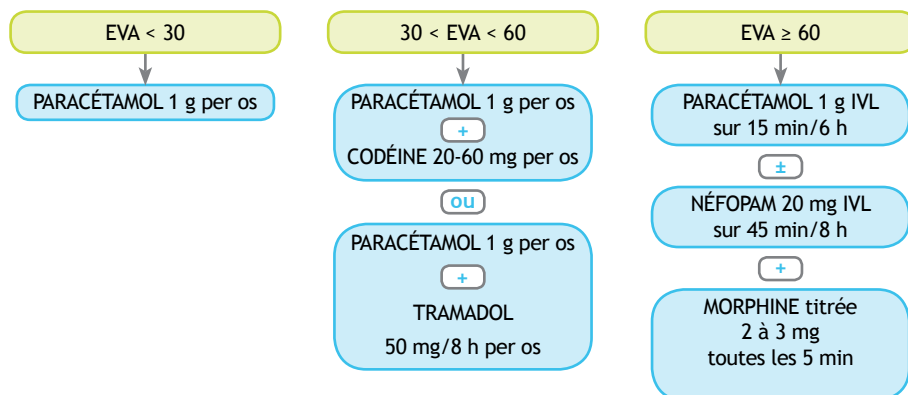 EVA < 30
PARACÉTAMOL 1 g per os
30 < EVA < 60
PARACÉTAMOL 1 g per os
+
CODÉINE 20-60 mg per os
ou
PARACÉTAMOL 1 g per os
+
TRAMADOL
50 mg/8 h per os
EVA ≥ 60
PARACÉTAMOL 1 g IVL
sur 15 min/6 h
±
NÉFOPAM 20 mg IVL
sur 45 min/8 h
+
MORPHINE titrée
2 à 3 mg
toutes les 5 min